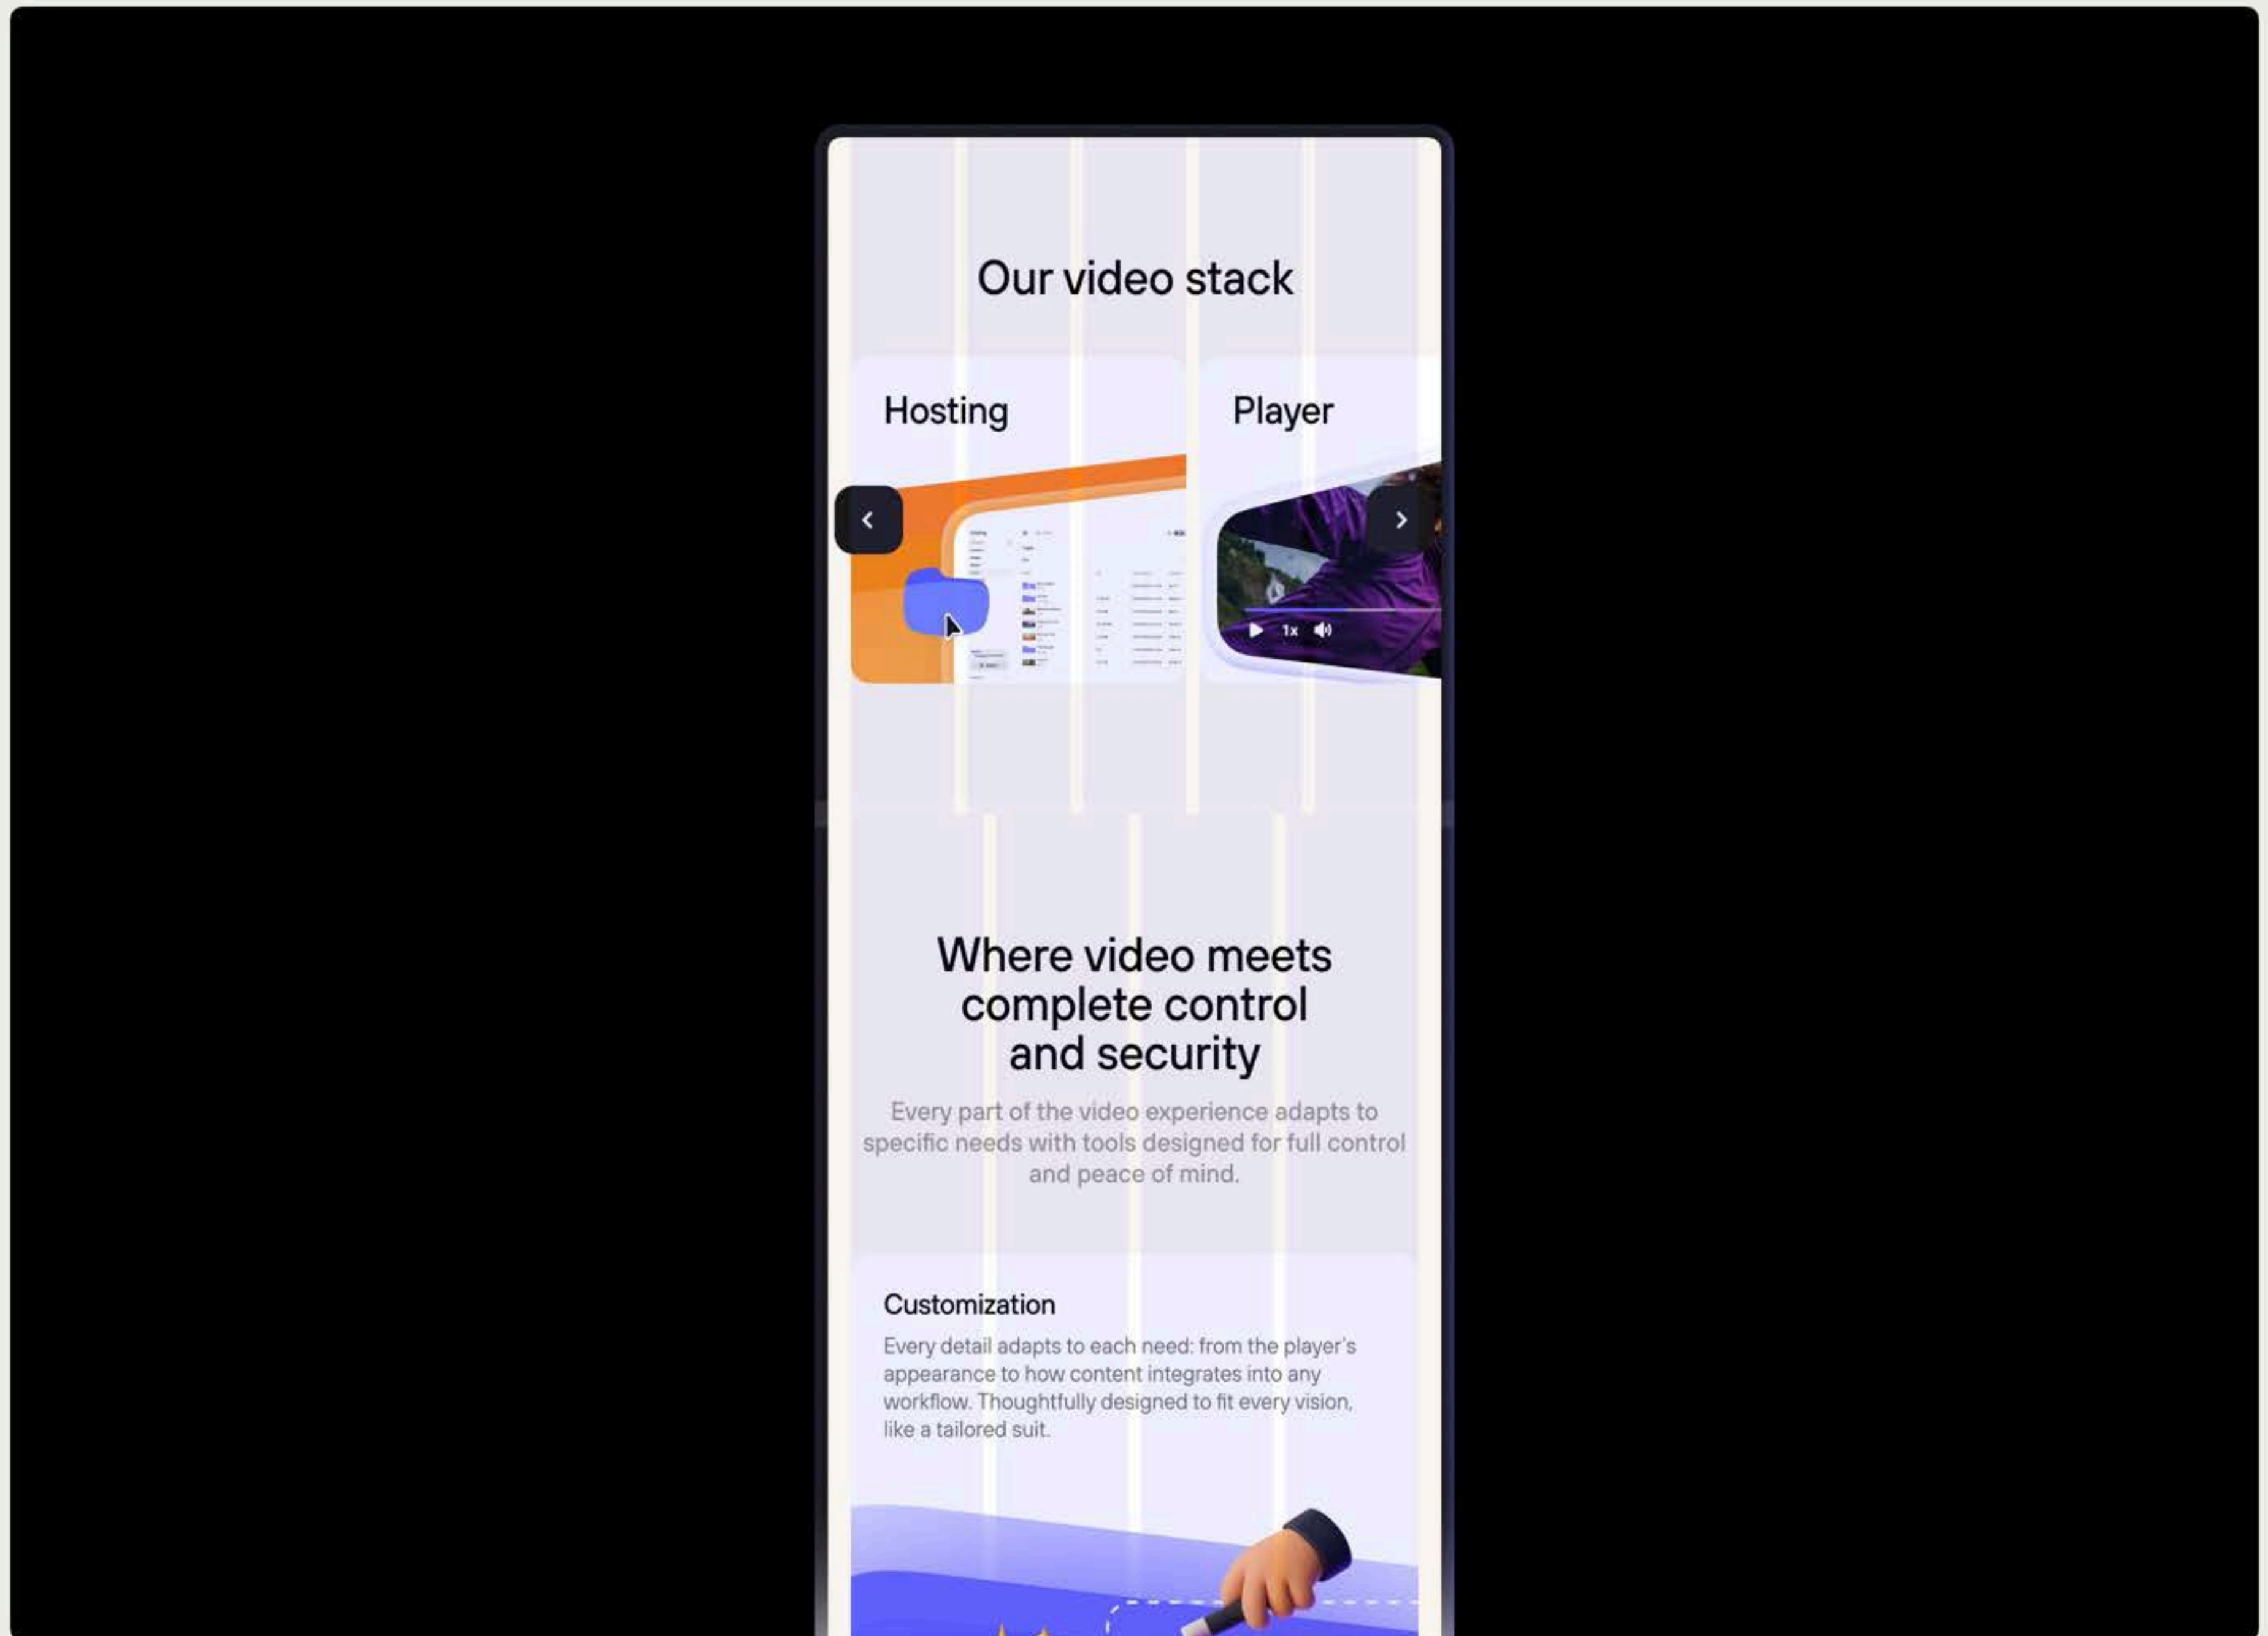 Our video stack
Hosting
Player
1x
Where video meets
complete control
and security
Every part of the video experience adapts to
specific needs with tools designed for full control
and peace of mind.
Customization
Every detail adapts to each need: from the player's
appearance to how content integrates into any
workflow. Thoughtfully designed to fit every vision,
like a tailored suit.